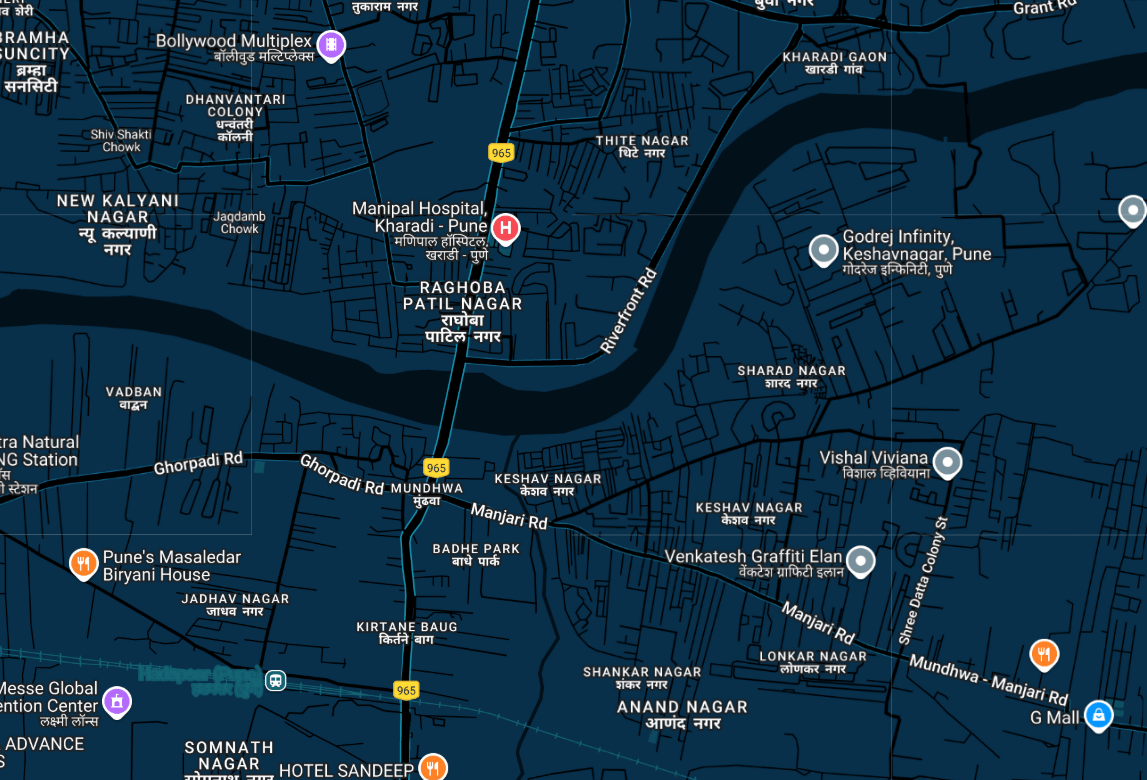 तुकाराम नगर
Grant Rd
BRAMHA
SUNCITY
ब्रम्हा
सनसिटी
Bollywood Multiplex
बॉलीवुड मल्टिप्लेक्स
KHARADI GAON
खारडी गांव
DHANVANTARI
COLONY
धन्वंतरी
कॉलनी
Shiv Shakti
Chowk
965
THITE NAGAR
थिटे नगर
NEW KALYANI
NAGAR
न्यू कल्याणी
नगर
Jagdamb
Chowk
Manipal Hospital,
Kharadi - Pune
मणिपाल हॉस्पिटल,
खराडी - पुणे
Godrej Infinity,
Keshavnagar, Pune
गोदरेज इन्फिनिटी, पुणे
RAGHOBA
PATIL NAGAR
राघोबा
पाटिल नगर
Riverfront Rd
SHARAD NAGAR
शारद नगर
VADBAN
वाद्बन
tra Natural
NG Station
स्टेशन
Ghorpadi Rd
Ghorpadi Rd
965
MUNDHWA
मुंढवा
KESHAV NAGAR
केशव नगर
Vishal Viviana
विशाल व्हिवियाना
Manjari Rd
KESHAV NAGAR
केशव नगर
BADHE PARK
बाधे पार्क
Venkatesh Graffiti Elan
वेंकटेश ग्राफिटी इलान
Pune's Masaledar
Biryani House
Shree Datta Colony St
JADHAV NAGAR
जाधव नगर
Manjari Rd
KIRTANE BAUG
किर्तने बाग
LONKAR NAGAR
लोणकर नगर
Mundhwa - Manjari Rd
SHANKAR NAGAR
शंकर नगर
965
Messe Global
ention Center
लक्ष्मी लॉन्स
ANAND NAGAR
आणंद नगर
G Mall
ADVANCE
SOMNATH
NAGAR
HOTEL SANDEEP